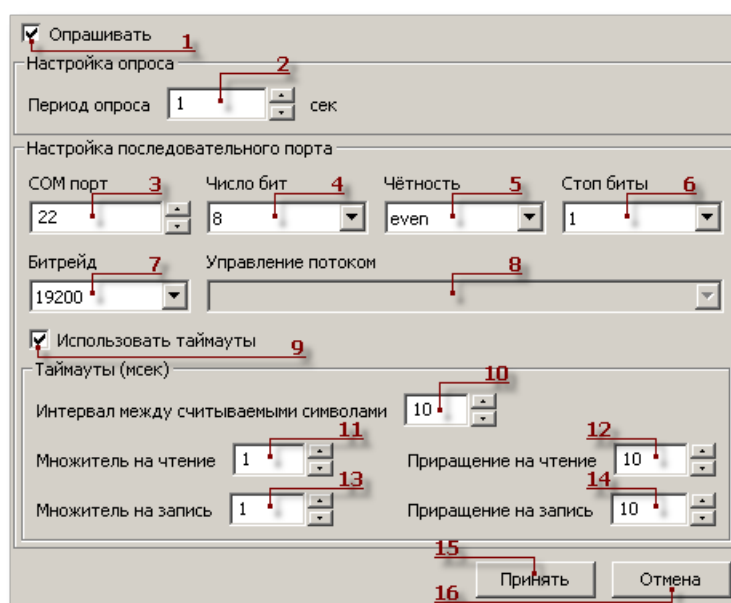 Опрашивать
1
Настройка опроса
2
Период опроса 1 сек
Настройка последовательного порта
COM порт 3 Число бит 4 Чётность 5 Стоп биты 6
22 8 even 1
Битрейд 7 Управление потоком 8
19200
Использовать таймауты
9
Таймауты (мсек)
10
Интервал между считываемыми символами 10
11 12
Множитель на чтение 1 Приращение на чтение 10
13 14
Множитель на запись 1 Приращение на запись 10
15
Принять Отмена
16